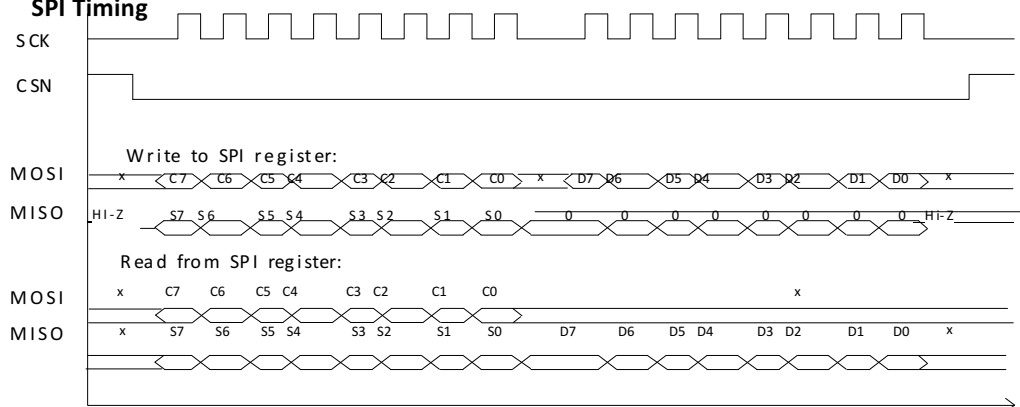 SPI Timing
SCK
CSN
Write to SPI register:
MOSI x C7 C6 C5 C4 C3 C2 C1 C0 x D7 D6 D5 D4 D3 D2 D1 D0 x
MISO HI-Z S7 S6 S5 S4 S3 S2 S1 S0 0 0 0 0 0 0 0 0 Hi-Z
Read from SPI register:
MOSI x C7 C6 C5 C4 C3 C2 C1 C0 x
MISO x S7 S6 S5 S4 S3 S2 S1 S0 D7 D6 D5 D4 D3 D2 D1 D0 x